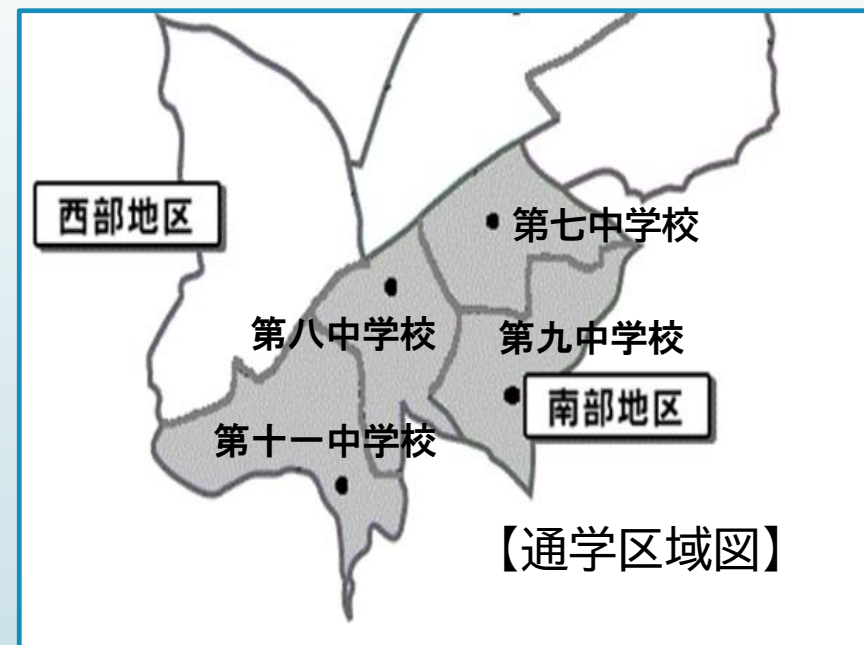 西部地区
第七中学校
第八中学校
第九中学校
南部地区
第十一中学校
【通学区域図】